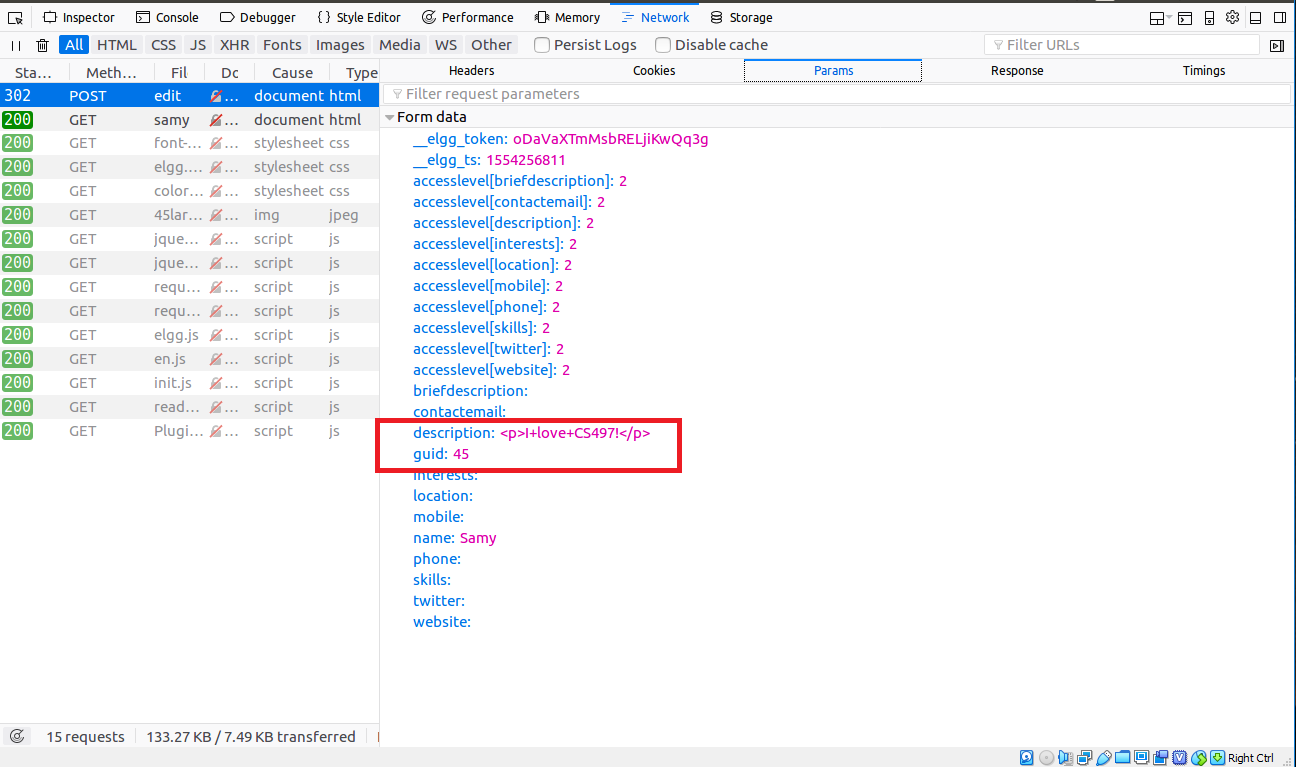 Inspector Console Debugger { } Style Editor Performance Memory Network Storage
All HTML CSS JS XHR Fonts Images Media WS Other Persist Logs Disable cache Filter URLs
Sta... Meth... Fil Dc Cause Type Headers Cookies Params Response Timings
302 POST edit ... document html
Filter request parameters
200 GET samy ... document html
Form data
200 GET font-... ... stylesheet css
__elgg_token: oDaVaXTmMsbRELjiKwQq3g
200 GET elgg.... ... stylesheet css
__elgg_ts: 1554256811
200 GET color... ... stylesheet css
accesslevel[briefdescription]: 2
accesslevel[contactemail]: 2
200 GET 45lar... ... img jpeg
accesslevel[description]: 2
200 GET jque... ... script js
accesslevel[interests]: 2
200 GET jque... ... script js
accesslevel[location]: 2
200 GET requ... ... script js
accesslevel[mobile]: 2
200 GET requ... ... script js
accesslevel[phone]: 2
200 GET elgg.js ... script js
accesslevel[skills]: 2
accesslevel[twitter]: 2
200 GET en.js ... script js
accesslevel[website]: 2
200 GET init.js ... script js
briefdescription:
200 GET read... ... script js
contactemail:
200 GET Plugi... ... script js
description: <p>I+love+CS497!</p>
guid: 45
interests:
location:
mobile:
name: Samy
phone:
skills:
twitter:
website:
15 requests 133.27 KB / 7.49 KB transferred
Right Ctrl